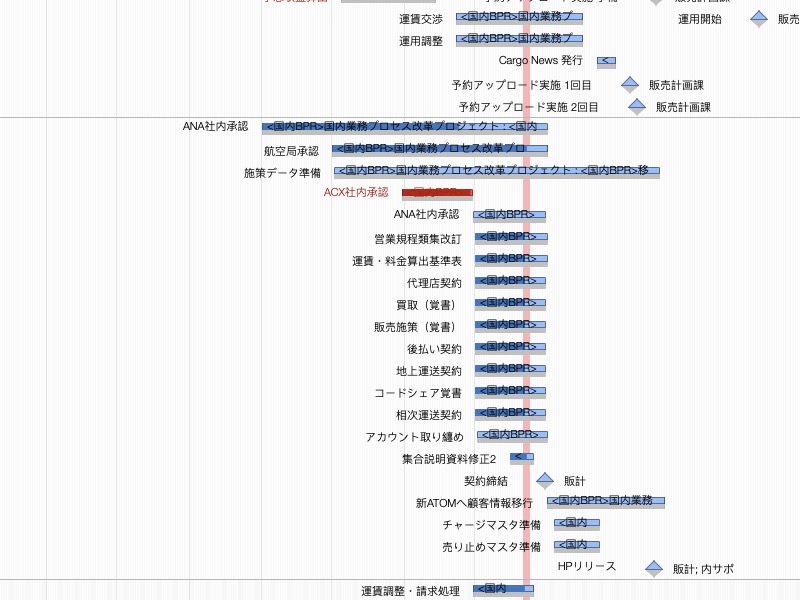 運賃交渉 <国内BPR>国内業務プ 運用開始 販売
運用調整 <国内BPR>国内業務プ
Cargo News 発行 <
予約アップロード実施 1回目 販売計画課
予約アップロード実施 2回目 販売計画課
ANA社内承認 <国内BPR>国内業務プロセス改革プロジェクト : <国内
航空局承認 <国内BPR>国内業務プロセス改革プロ
施策データ準備 <国内BPR>国内業務プロセス改革プロジェクト : <国内BPR>移
ACX社内承認 <国内BPR>
ANA社内承認 <国内BPR>
営業規程類集改訂 <国内BPR>
運賃・料金算出基準表 <国内BPR>
代理店契約 <国内BPR>
買取（覚書） <国内BPR>
販売施策（覚書） <国内BPR>
後払い契約 <国内BPR>
地上運送契約 <国内BPR>
コードシェア覚書 <国内BPR>
相次運送契約 <国内BPR>
アカウント取り纏め <国内BPR>
集合説明資料修正2 <
契約締結 販計
新ATOMへ顧客情報移行 <国内BPR>国内業務
チャージマスタ準備 <国内
売り止めマスタ準備 <国内
HPリリース 販計; 内サポ
運賃調整・請求処理 <国内